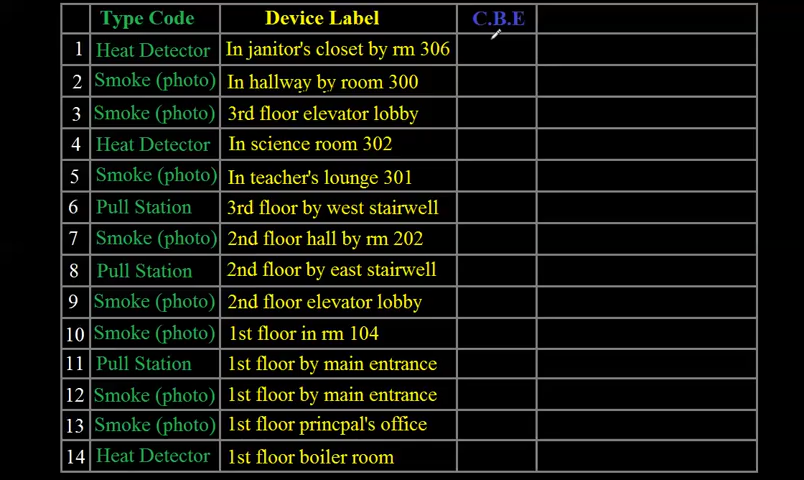 Type Code Device Label C.B.E
1 Heat Detector In janitor's closet by rm 306
2 Smoke (photo) In hallway by room 300
3 Smoke (photo) 3rd floor elevator lobby
4 Heat Detector In science room 302
5 Smoke (photo) In teacher's lounge 301
6 Pull Station 3rd floor by west stairwell
7 Smoke (photo) 2nd floor hall by rm 202
8 Pull Station 2nd floor by east stairwell
9 Smoke (photo) 2nd floor elevator lobby
10 Smoke (photo) 1st floor in rm 104
11 Pull Station 1st floor by main entrance
12 Smoke (photo) 1st floor by main entrance
13 Smoke (photo) 1st floor princpal's office
14 Heat Detector 1st floor boiler room